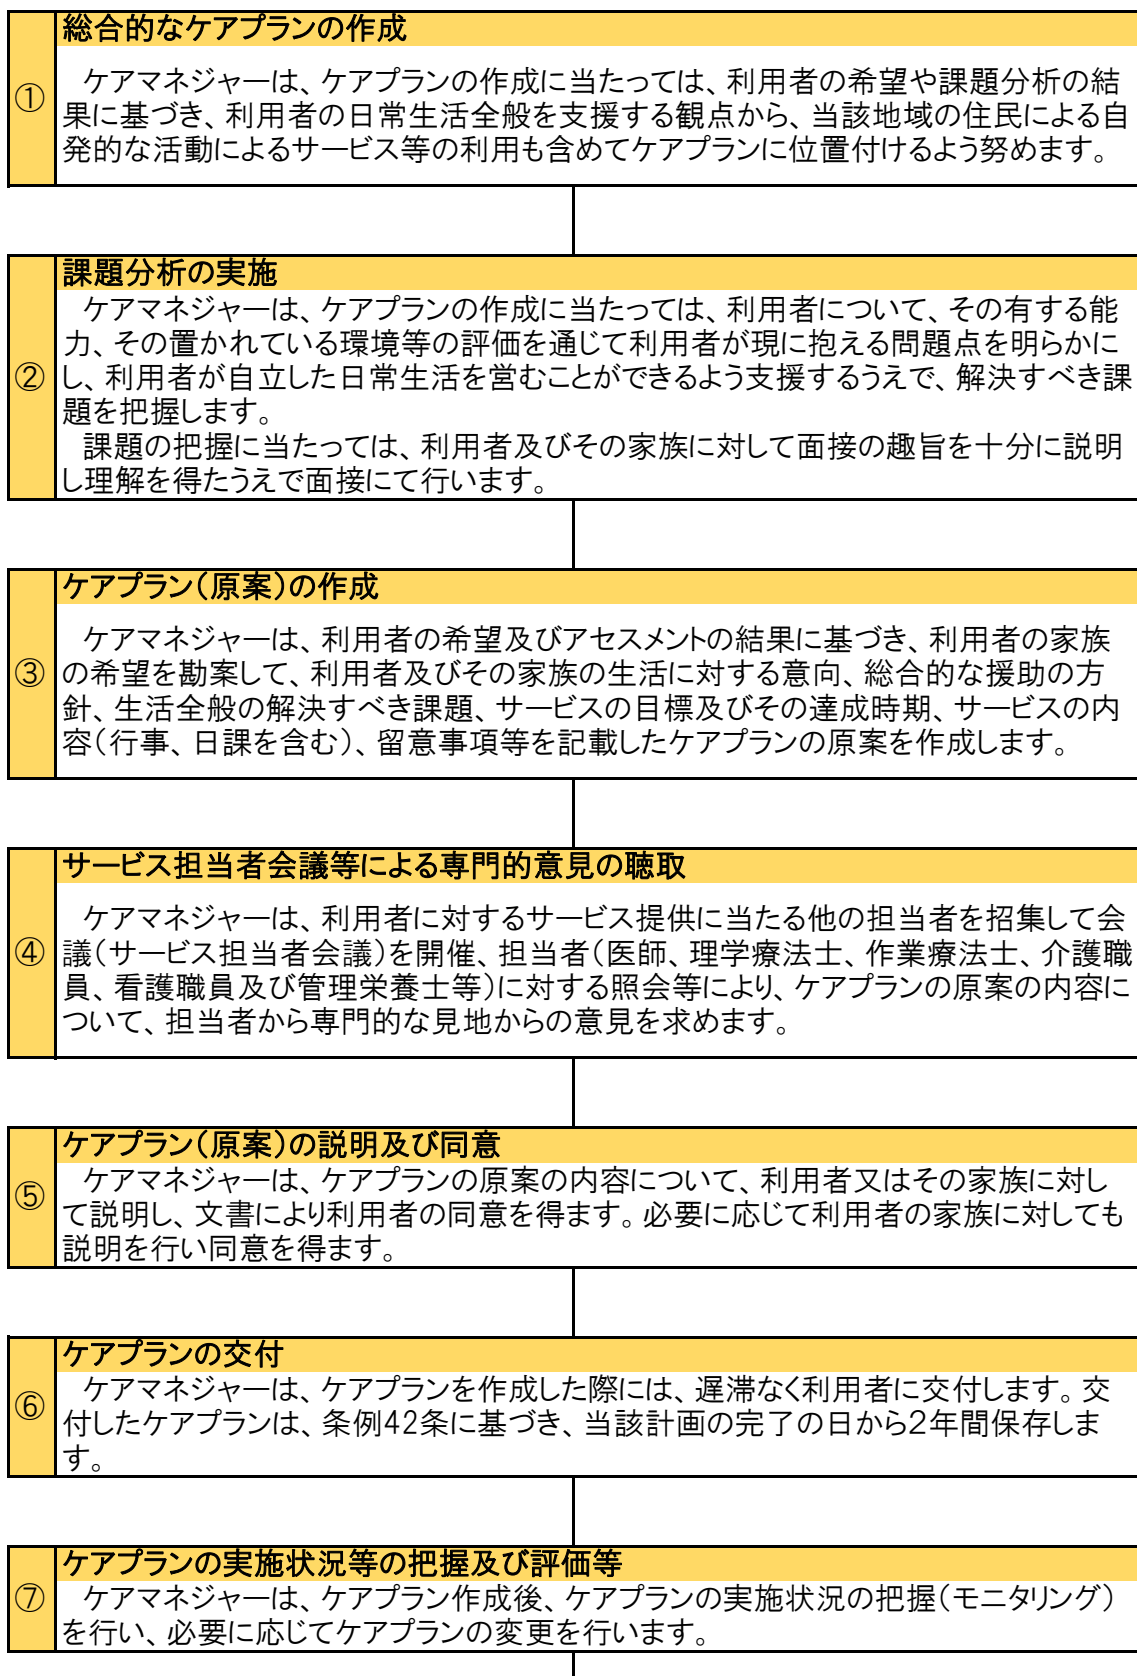 総合的なケアプランの作成
①
ケアマネジャーは、ケアプランの作成に当たっては、利用者の希望や課題分析の結
果に基づき、利用者の日常生活全般を支援する観点から、当該地域の住民による自
発的な活動によるサービス等の利用も含めてケアプランに位置付けるよう努めます。
課題分析の実施
②
ケアマネジャーは、ケアプランの作成に当たっては、利用者について、その有する能
力、その置かれている環境等の評価を通じて利用者が現に抱える問題点を明らかに
し、利用者が自立した日常生活を営むことができるよう支援するうえで、解決すべき課
題を把握します。
課題の把握に当たっては、利用者及びその家族に対して面接の趣旨を十分に説明
し理解を得たうえで面接にて行います。
ケアプラン（原案）の作成
③
ケアマネジャーは、利用者の希望及びアセスメントの結果に基づき、利用者の家族
の希望を勘案して、利用者及びその家族の生活に対する意向、総合的な援助の方
針、生活全般の解決すべき課題、サービスの目標及びその達成時期、サービスの内
容（行事、日課を含む）、留意事項等を記載したケアプランの原案を作成します。
サービス担当者会議等による専門的意見の聴取
④
ケアマネジャーは、利用者に対するサービス提供に当たる他の担当者を招集して会
議（サービス担当者会議）を開催、担当者（医師、理学療法士、作業療法士、介護職
員、看護職員及び管理栄養士等）に対する照会等により、ケアプランの原案の内容に
ついて、担当者から専門的な見地からの意見を求めます。
ケアプラン（原案）の説明及び同意
⑤
ケアマネジャーは、ケアプランの原案の内容について、利用者又はその家族に対し
て説明し、文書により利用者の同意を得ます。必要に応じて利用者の家族に対しても
説明を行い同意を得ます。
ケアプランの交付
⑥
ケアマネジャーは、ケアプランを作成した際には、遅滞なく利用者に交付します。交
付したケアプランは、条例42条に基づき、当該計画の完了の日から２年間保存しま
す。
ケアプランの実施状況等の把握及び評価等
⑦
ケアマネジャーは、ケアプラン作成後、ケアプランの実施状況の把握（モニタリング）
を行い、必要に応じてケアプランの変更を行います。